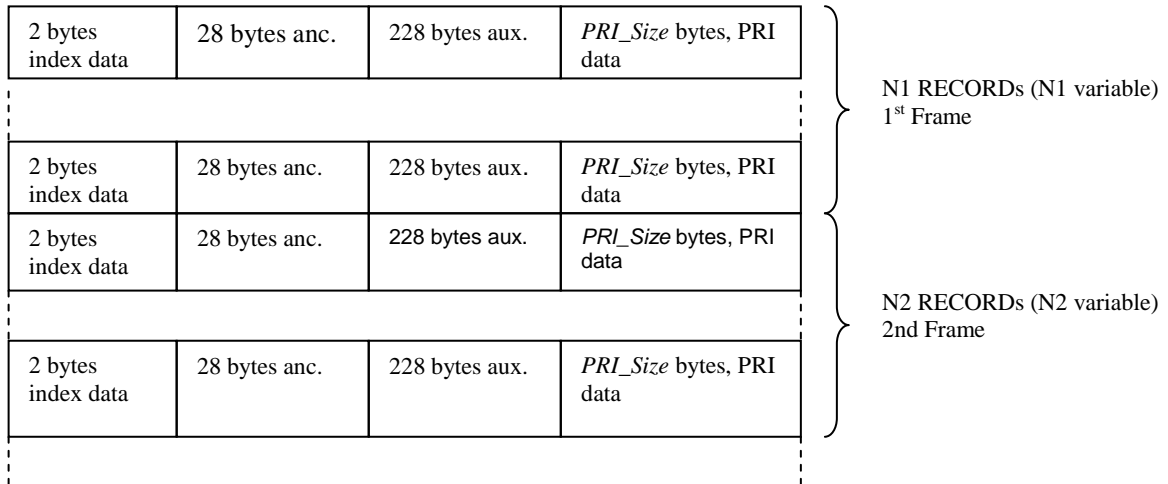 2 bytes
index data
28 bytes anc.
228 bytes aux.
PRI_Size bytes, PRI
data
N1 RECORDs (N1 variable)
1st Frame
2 bytes
index data
28 bytes anc.
228 bytes aux.
PRI_Size bytes, PRI
data
2 bytes
index data
28 bytes anc.
228 bytes aux.
PRI_Size bytes, PRI
data
N2 RECORDs (N2 variable)
2nd Frame
2 bytes
index data
28 bytes anc.
228 bytes aux.
PRI_Size bytes, PRI
data